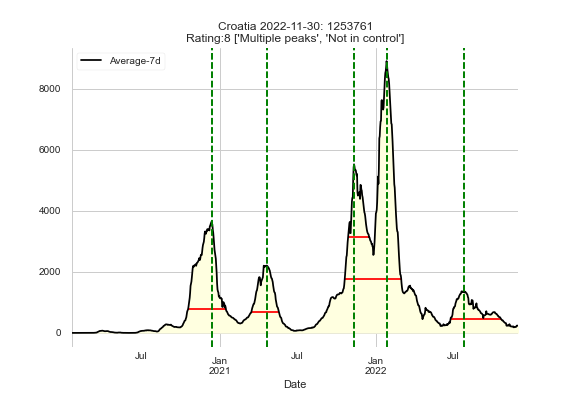 Croatia 2022-11-30: 1253761
Rating:8 ['Multiple peaks', 'Not in control']
Average-7d
8000
6000
4000
2000
0
Jul
Jan
2021
Jul
Jan
2022
Jul
Date